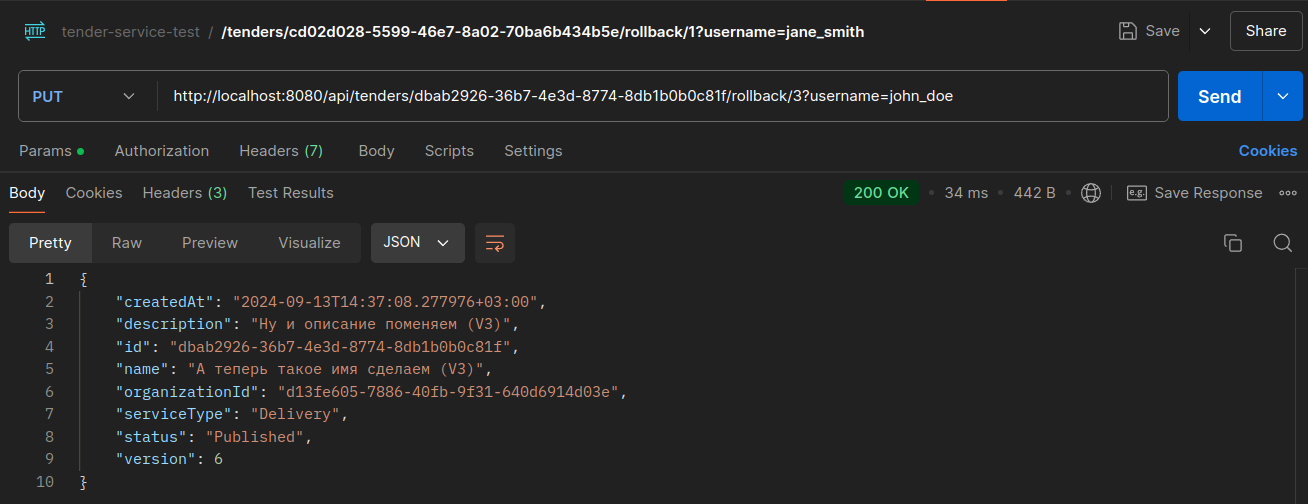 HTTP tender-service-test / /tenders/cd02d028-5599-46e7-8a02-70ba6b434b5e/rollback/1?username=jane_smith Save Share
PUT http://localhost:8080/api/tenders/dbab2926-36b7-4e3d-8774-8db1b0b0c81f/rollback/3?username=john_doe Send
Params Authorization Headers (7) Body Scripts Settings Cookies
Body Cookies Headers (3) Test Results 200 OK 34 ms 442 B e.g. Save Response
Pretty Raw Preview Visualize JSON
1 {
2 "createdAt": "2024-09-13T14:37:08.277976+03:00",
3 "description": "Ну и описание поменяем (V3)",
4 "id": "dbab2926-36b7-4e3d-8774-8db1b0b0c81f",
5 "name": "А теперь такое имя сделаем (V3)",
6 "organizationId": "d13fe605-7886-40fb-9f31-640d6914d03e",
7 "serviceType": "Delivery",
8 "status": "Published",
9 "version": 6
10 }